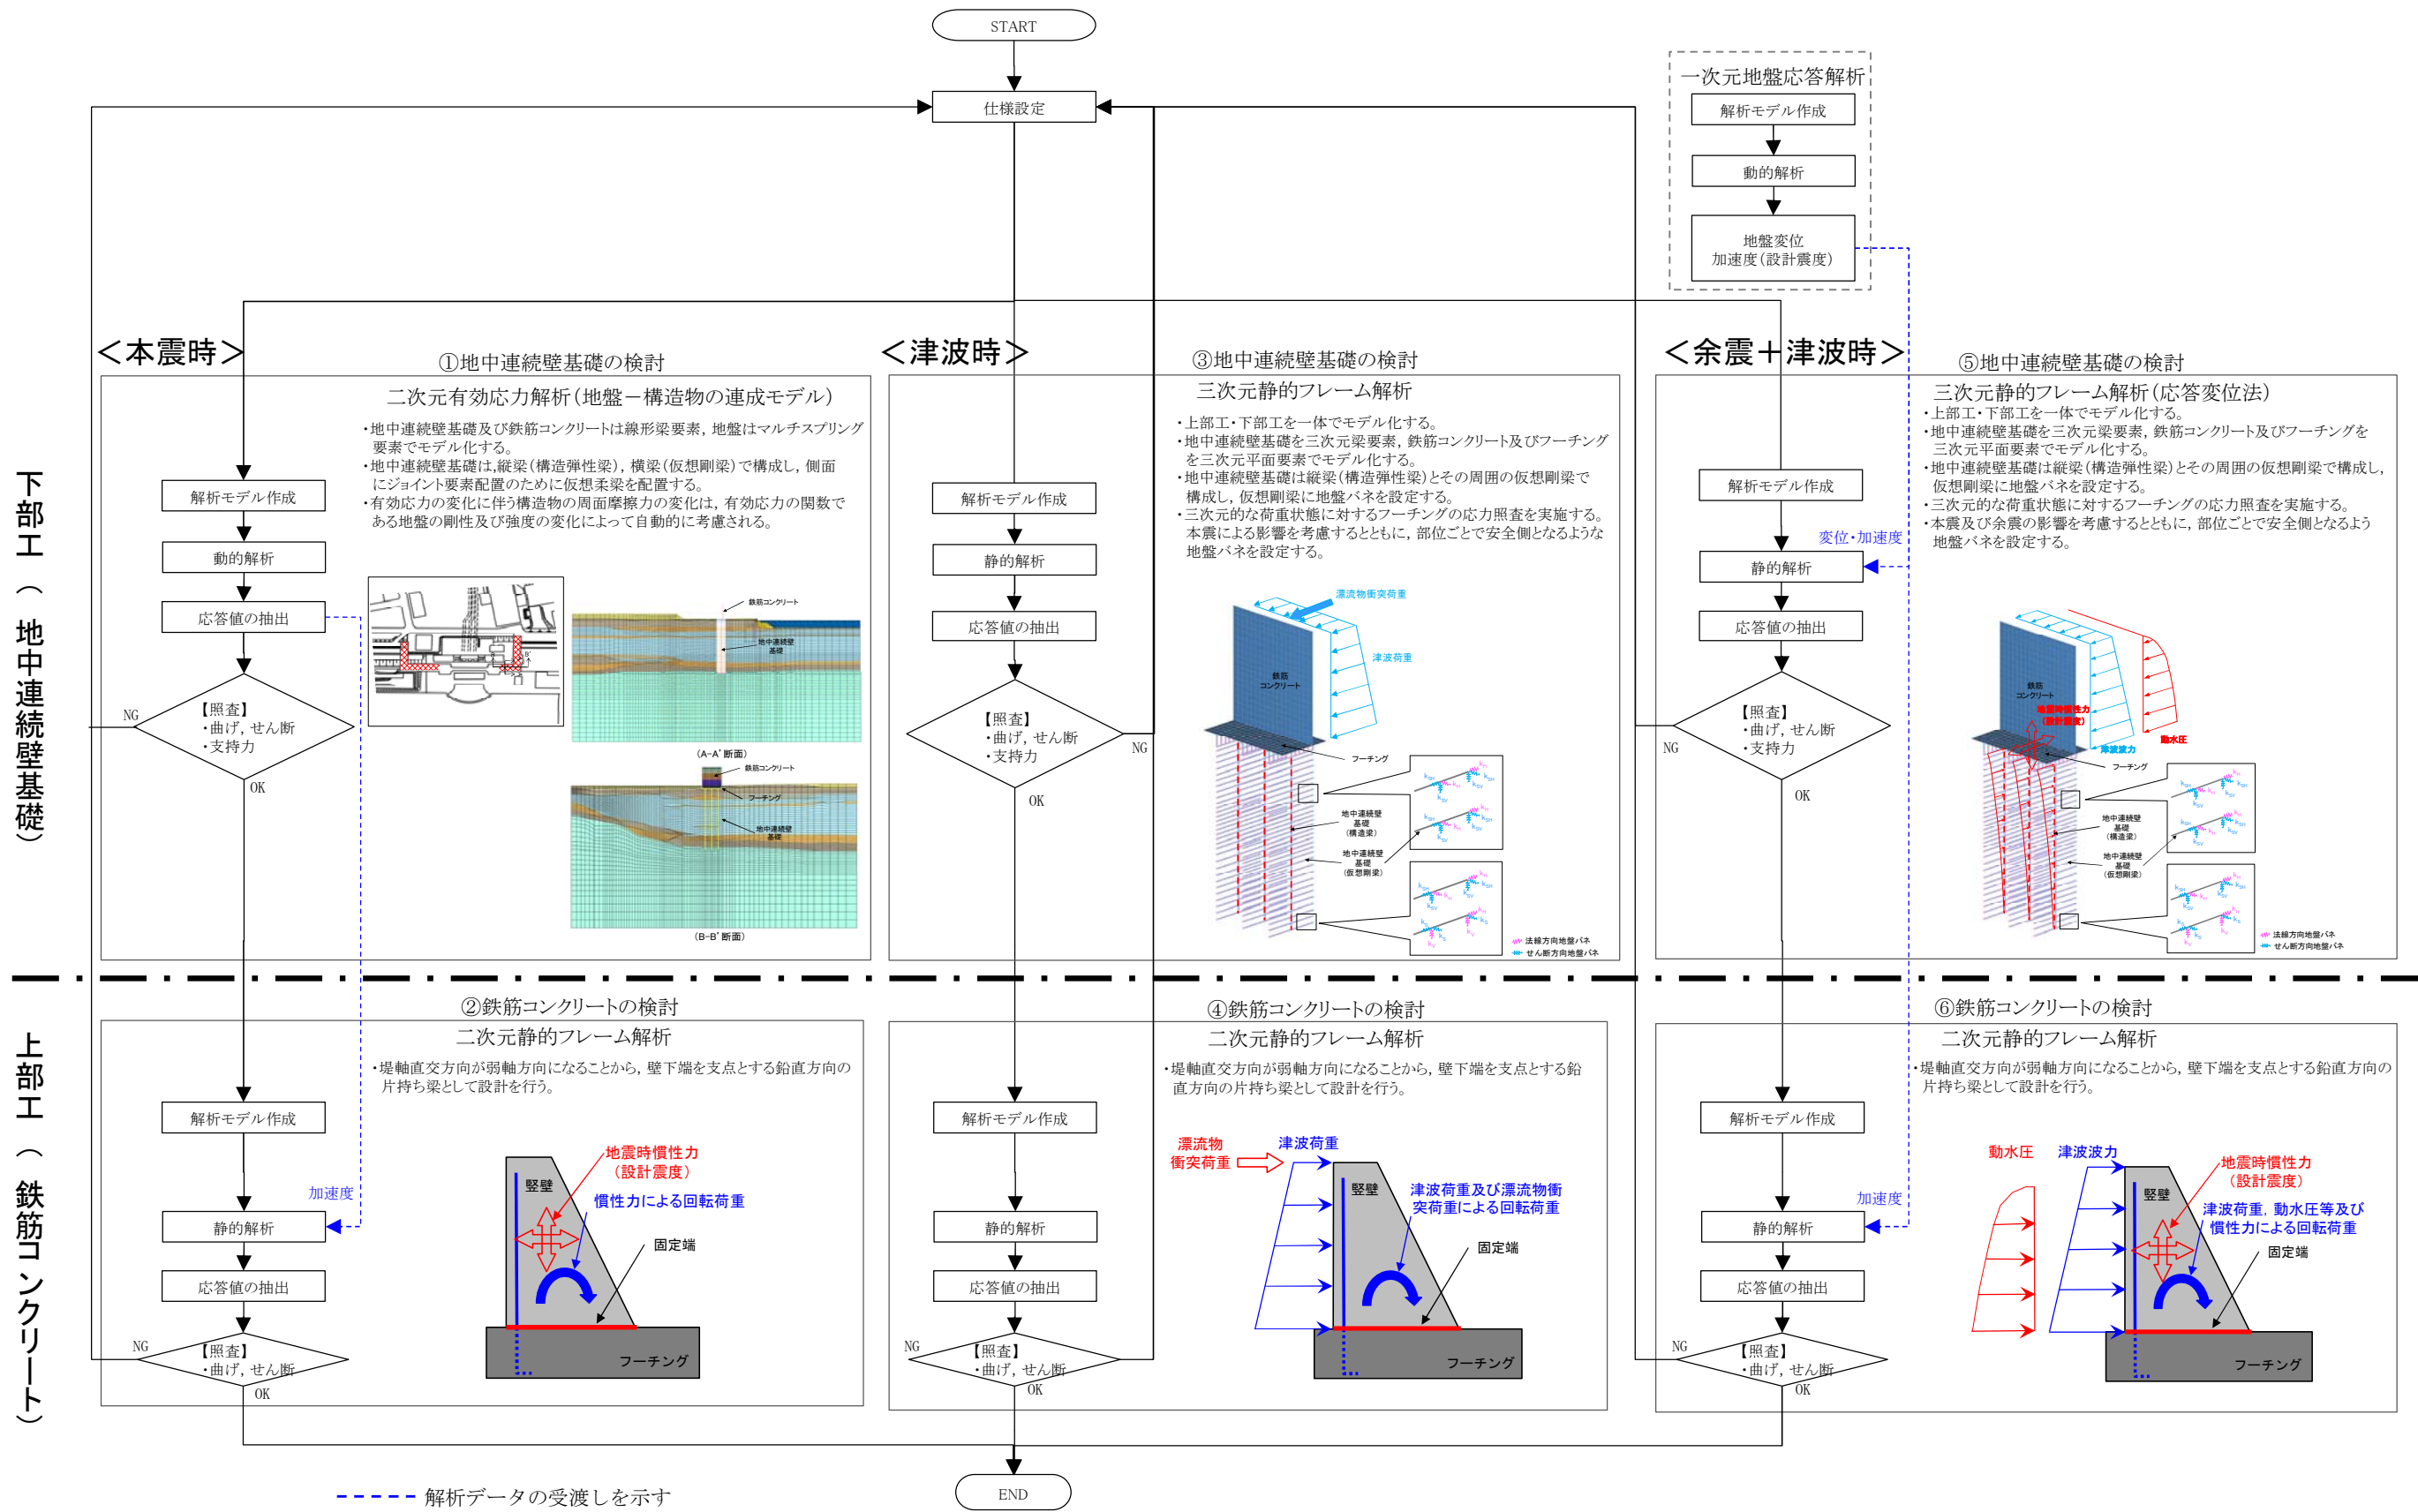 START
仕様設定
一次元地盤応答解析
解析モデル作成
動的解析
地盤変位
加速度(設計震度)
下部工(地中連続壁基礎)
<本震時>
①地中連続壁基礎の検討
二次元有効応力解析(地盤-構造物の連成モデル)
・地中連続壁基礎及び鉄筋コンクリートは線形梁要素,地盤はマルチスプリング
要素でモデル化する。
・地中連続壁基礎は,縦梁(構造弾性梁),横梁(仮想剛梁)で構成し,側面
にジョイント要素配置のために仮想柔梁を配置する。
・有効応力の変化に伴う構造物の周面摩擦力の変化は,有効応力の関数で
ある地盤の剛性及び強度の変化によって自動的に考慮される。
解析モデル作成
動的解析
応答値の抽出
【照査】
・曲げ,せん断
・支持力
NG
OK
鉄筋コンクリート
地中連続壁
基礎
(A-A'断面)
鉄筋コンクリート
フーチング
地中連続壁
基礎
(B-B'断面)
<津波時>
③地中連続壁基礎の検討
三次元静的フレーム解析
・上部工・下部工を一体でモデル化する。
・地中連続壁基礎を三次元梁要素,鉄筋コンクリート及びフーチング
を三次元平面要素でモデル化する。
・地中連続壁基礎は縦梁(構造弾性梁)とその周囲の仮想剛梁で
構成し,仮想剛梁に地盤バネを設定する。
・三次元的な荷重状態に対するフーチングの応力照査を実施する。
本震による影響を考慮するとともに,部位ごとで安全側となるような
地盤バネを設定する。
解析モデル作成
静的解析
応答値の抽出
【照査】
・曲げ,せん断
・支持力
NG
OK
漂流物衝突荷重
津波荷重
鉄筋
コンクリート
フーチング
地中連続壁
基礎
(構造梁)
地中連続壁
基礎
(仮想剛梁)
法線方向地盤バネ
せん断方向地盤バネ
<余震+津波時>
⑤地中連続壁基礎の検討
三次元静的フレーム解析(応答変位法)
・上部工・下部工を一体でモデル化する。
・地中連続壁基礎を三次元梁要素,鉄筋コンクリート及びフーチングを
三次元平面要素でモデル化する。
・地中連続壁基礎は縦梁(構造弾性梁)とその周囲の仮想剛梁で構成し,
仮想剛梁に地盤バネを設定する。
・三次元的な荷重状態に対するフーチングの応力照査を実施する。
・本震及び余震の影響を考慮するとともに,部位ごとで安全側となるよう
地盤バネを設定する。
解析モデル作成
変位・加速度
静的解析
応答値の抽出
【照査】
・曲げ,せん断
・支持力
NG
OK
鉄筋
コンクリート
地震時慣性力
(設計震度)
津波波力
動水圧
フーチング
地中連続壁
基礎
(構造梁)
地中連続壁
基礎
(仮想剛梁)
法線方向地盤バネ
せん断方向地盤バネ
上部工(鉄筋コンクリート)
②鉄筋コンクリートの検討
二次元静的フレーム解析
・堤軸直交方向が弱軸方向になることから,壁下端を支点とする鉛直方向の
片持ち梁として設計を行う。
解析モデル作成
加速度
静的解析
応答値の抽出
【照査】
・曲げ,せん断
NG
OK
地震時慣性力
(設計震度)
竪壁
慣性力による回転荷重
固定端
フーチング
④鉄筋コンクリートの検討
二次元静的フレーム解析
・堤軸直交方向が弱軸方向になることから,壁下端を支点とする鉛
直方向の片持ち梁として設計を行う。
解析モデル作成
静的解析
応答値の抽出
【照査】
・曲げ,せん断
NG
OK
漂流物
衝突荷重
津波荷重
竪壁
津波荷重及び漂流物衝
突荷重による回転荷重
固定端
フーチング
⑥鉄筋コンクリートの検討
二次元静的フレーム解析
・堤軸直交方向が弱軸方向になることから,壁下端を支点とする鉛直方向の
片持ち梁として設計を行う。
解析モデル作成
加速度
静的解析
応答値の抽出
【照査】
・曲げ,せん断
NG
OK
動水圧
津波波力
地震時慣性力
(設計震度)
竪壁
津波荷重,動水圧等及び
慣性力による回転荷重
固定端
フーチング
END
解析データの受渡しを示す